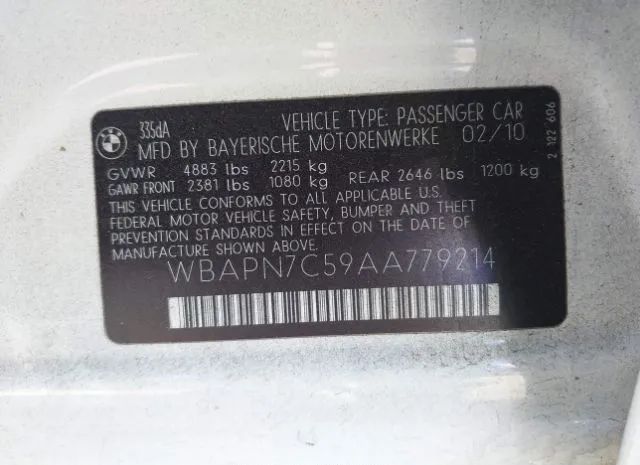 BMW
335dA VEHICLE TYPE: PASSENGER CAR
MFD BY BAYERISCHE MOTORENWERKE 02/10
GVWR 4883 lbs 2215 kg
GAWR FRONT 2381 lbs 1080 kg REAR 2646 lbs 1200 kg
THIS VEHICLE CONFORMS TO ALL APPLICABLE U.S.
FEDERAL MOTOR VEHICLE SAFETY, BUMPER AND THEFT
PREVENTION STANDARDS IN EFFECT ON THE DATE OF
MANUFACTURE SHOWN ABOVE.
WBAPN7C59AA779214
2 122 606